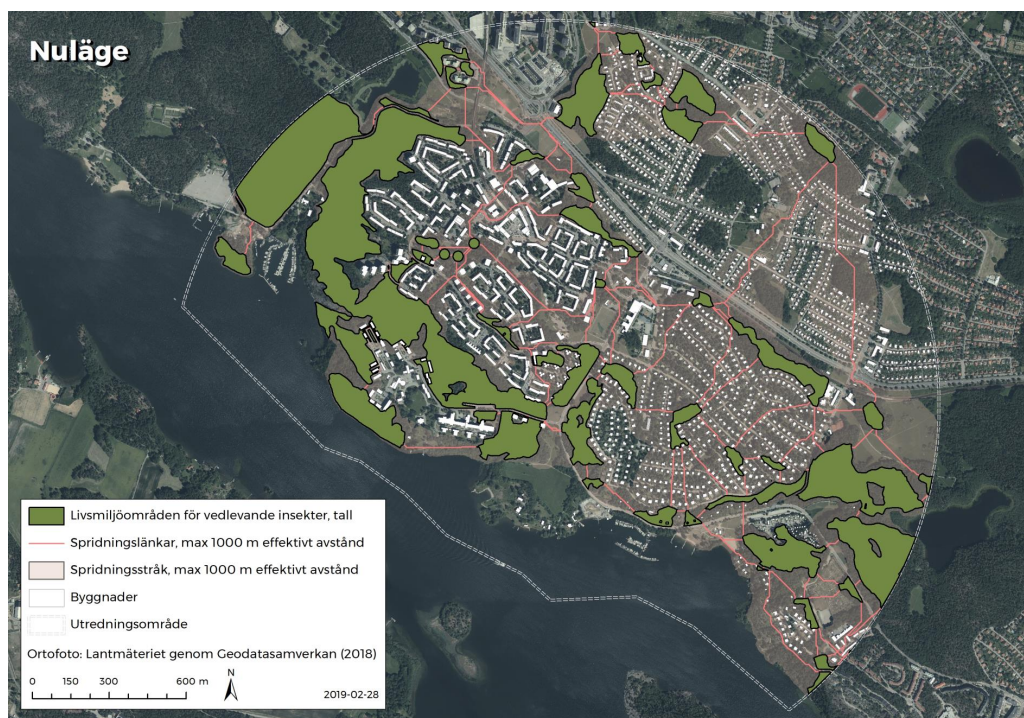 Nuläge
Livsmiljöområden för vedlevande insekter, tall
Spridningslänkar, max 1000 m effektivt avstånd
Spridningsstråk, max 1000 m effektivt avstånd
Byggnader
Utredningsområde
Ortofoto: Lantmäteriet genom Geodatasamverkan (2018)
0 150 300 600 m
N
2019-02-28